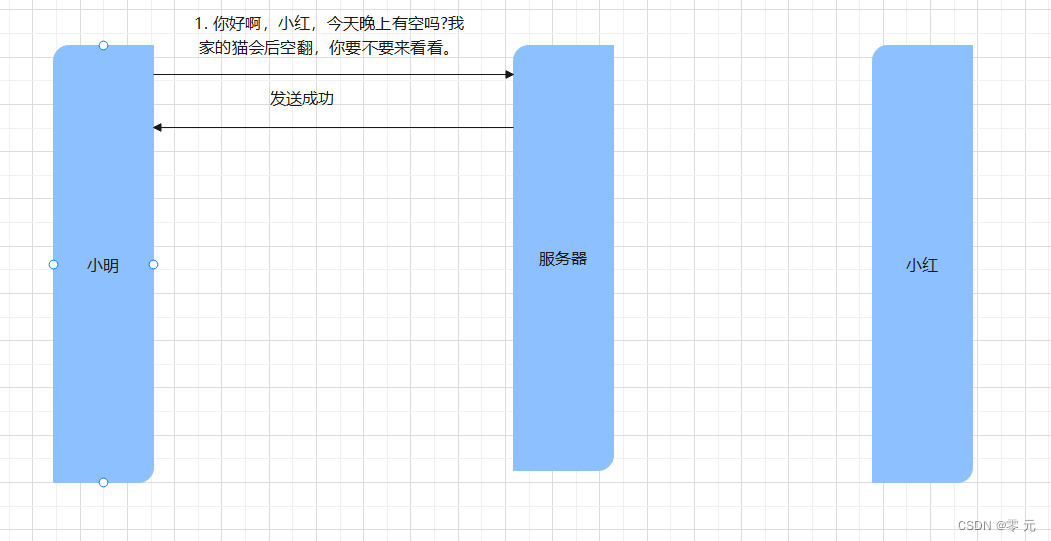 1. 你好啊，小红，今天晚上有空吗?我
家的猫会后空翻，你要不要来看看。
发送成功
小明
服务器
小红
CSDN @零 元